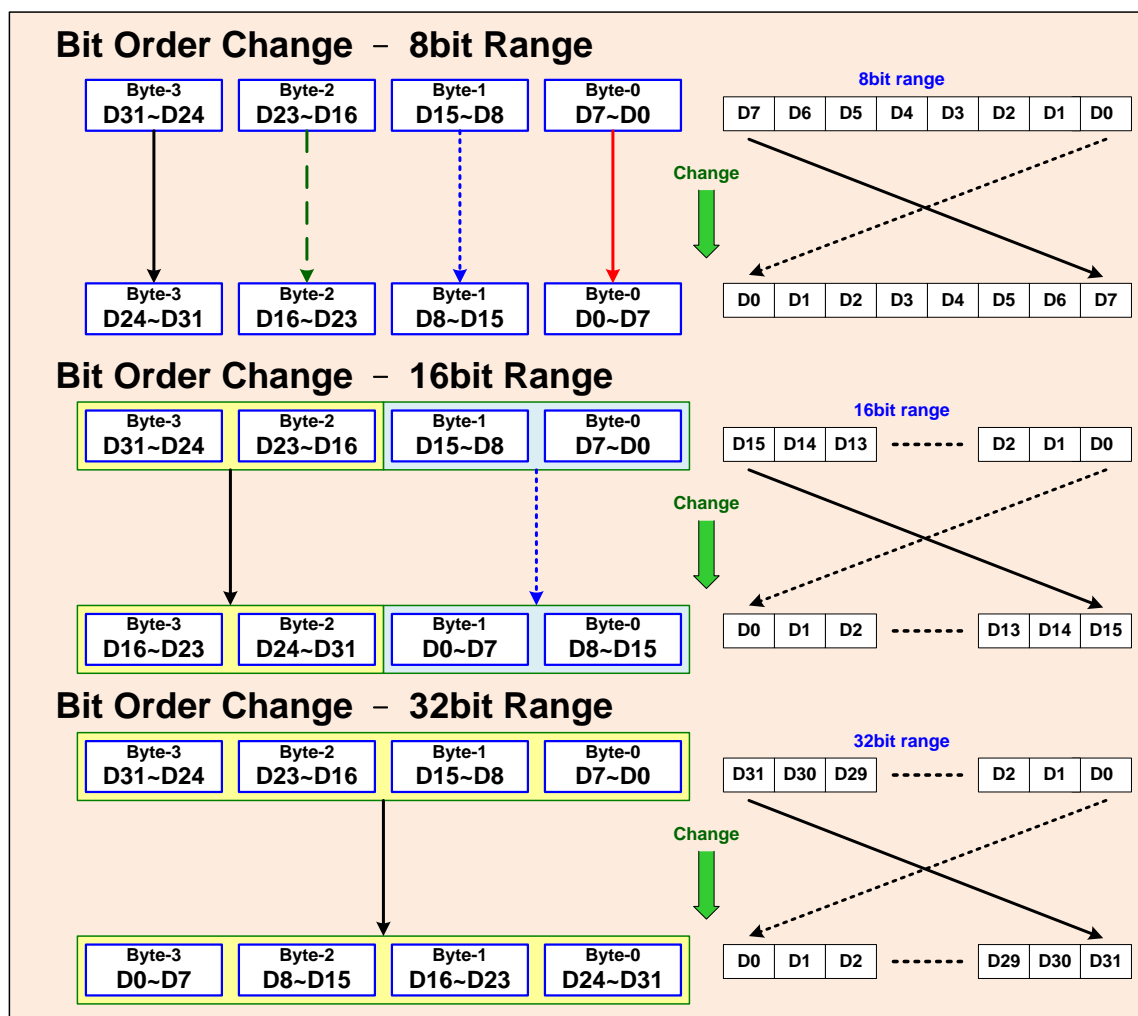 Bit Order Change – 8bit Range
Byte-3 Byte-2 Byte-1 Byte-0
D31~D24 D23~D16 D15~D8 D7~D0
8bit range
D7 D6 D5 D4 D3 D2 D1 D0
Change
Byte-3 Byte-2 Byte-1 Byte-0
D24~D31 D16~D23 D8~D15 D0~D7
D0 D1 D2 D3 D4 D5 D6 D7
Bit Order Change – 16bit Range
Byte-3 Byte-2 Byte-1 Byte-0
D31~D24 D23~D16 D15~D8 D7~D0
16bit range
D15 D14 D13 D2 D1 D0
Change
Byte-3 Byte-2 Byte-1 Byte-0
D16~D23 D24~D31 D0~D7 D8~D15
D0 D1 D2 D13 D14 D15
Bit Order Change – 32bit Range
Byte-3 Byte-2 Byte-1 Byte-0
D31~D24 D23~D16 D15~D8 D7~D0
32bit range
D31 D30 D29 D2 D1 D0
Change
Byte-3 Byte-2 Byte-1 Byte-0
D0~D7 D8~D15 D16~D23 D24~D31
D0 D1 D2 D29 D30 D31